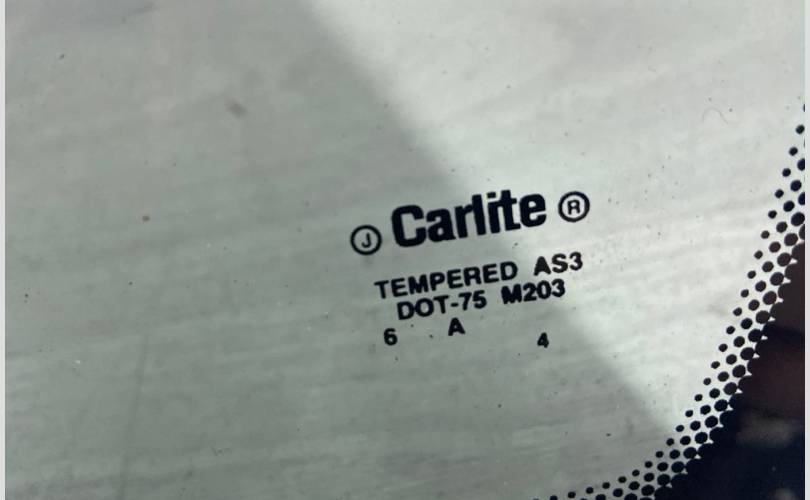 J Carlite R
TEMPERED AS3
DOT-75 M203
6 A 4